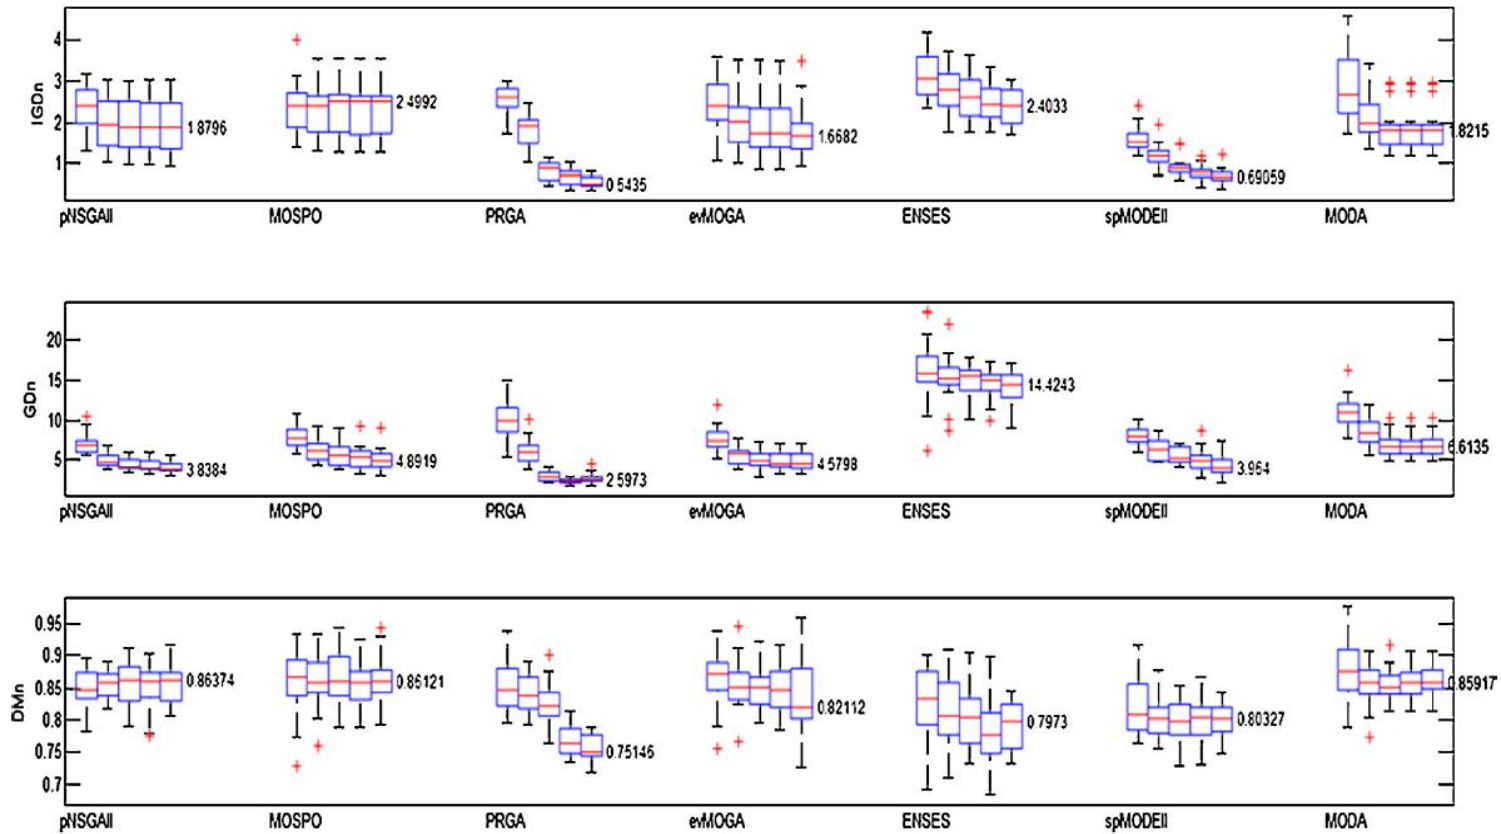 IGDn
4
3
2
1
1.8796
2.4992
0.5435
1.6682
2.4033
0.69059
1.8215
pNSGAII
MOSPO
PRGA
evMOGA
ENSES
spMODEII
MODA
GDn
20
15
10
5
3.8384
4.8919
2.5973
4.5798
14.4243
3.964
6.6135
pNSGAII
MOSPO
PRGA
evMOGA
ENSES
spMODEII
MODA
DMn
0.95
0.9
0.85
0.8
0.75
0.7
0.86374
0.86121
0.75146
0.82112
0.7973
0.80327
0.85917
pNSGAII
MOSPO
PRGA
evMOGA
ENSES
spMODEII
MODA